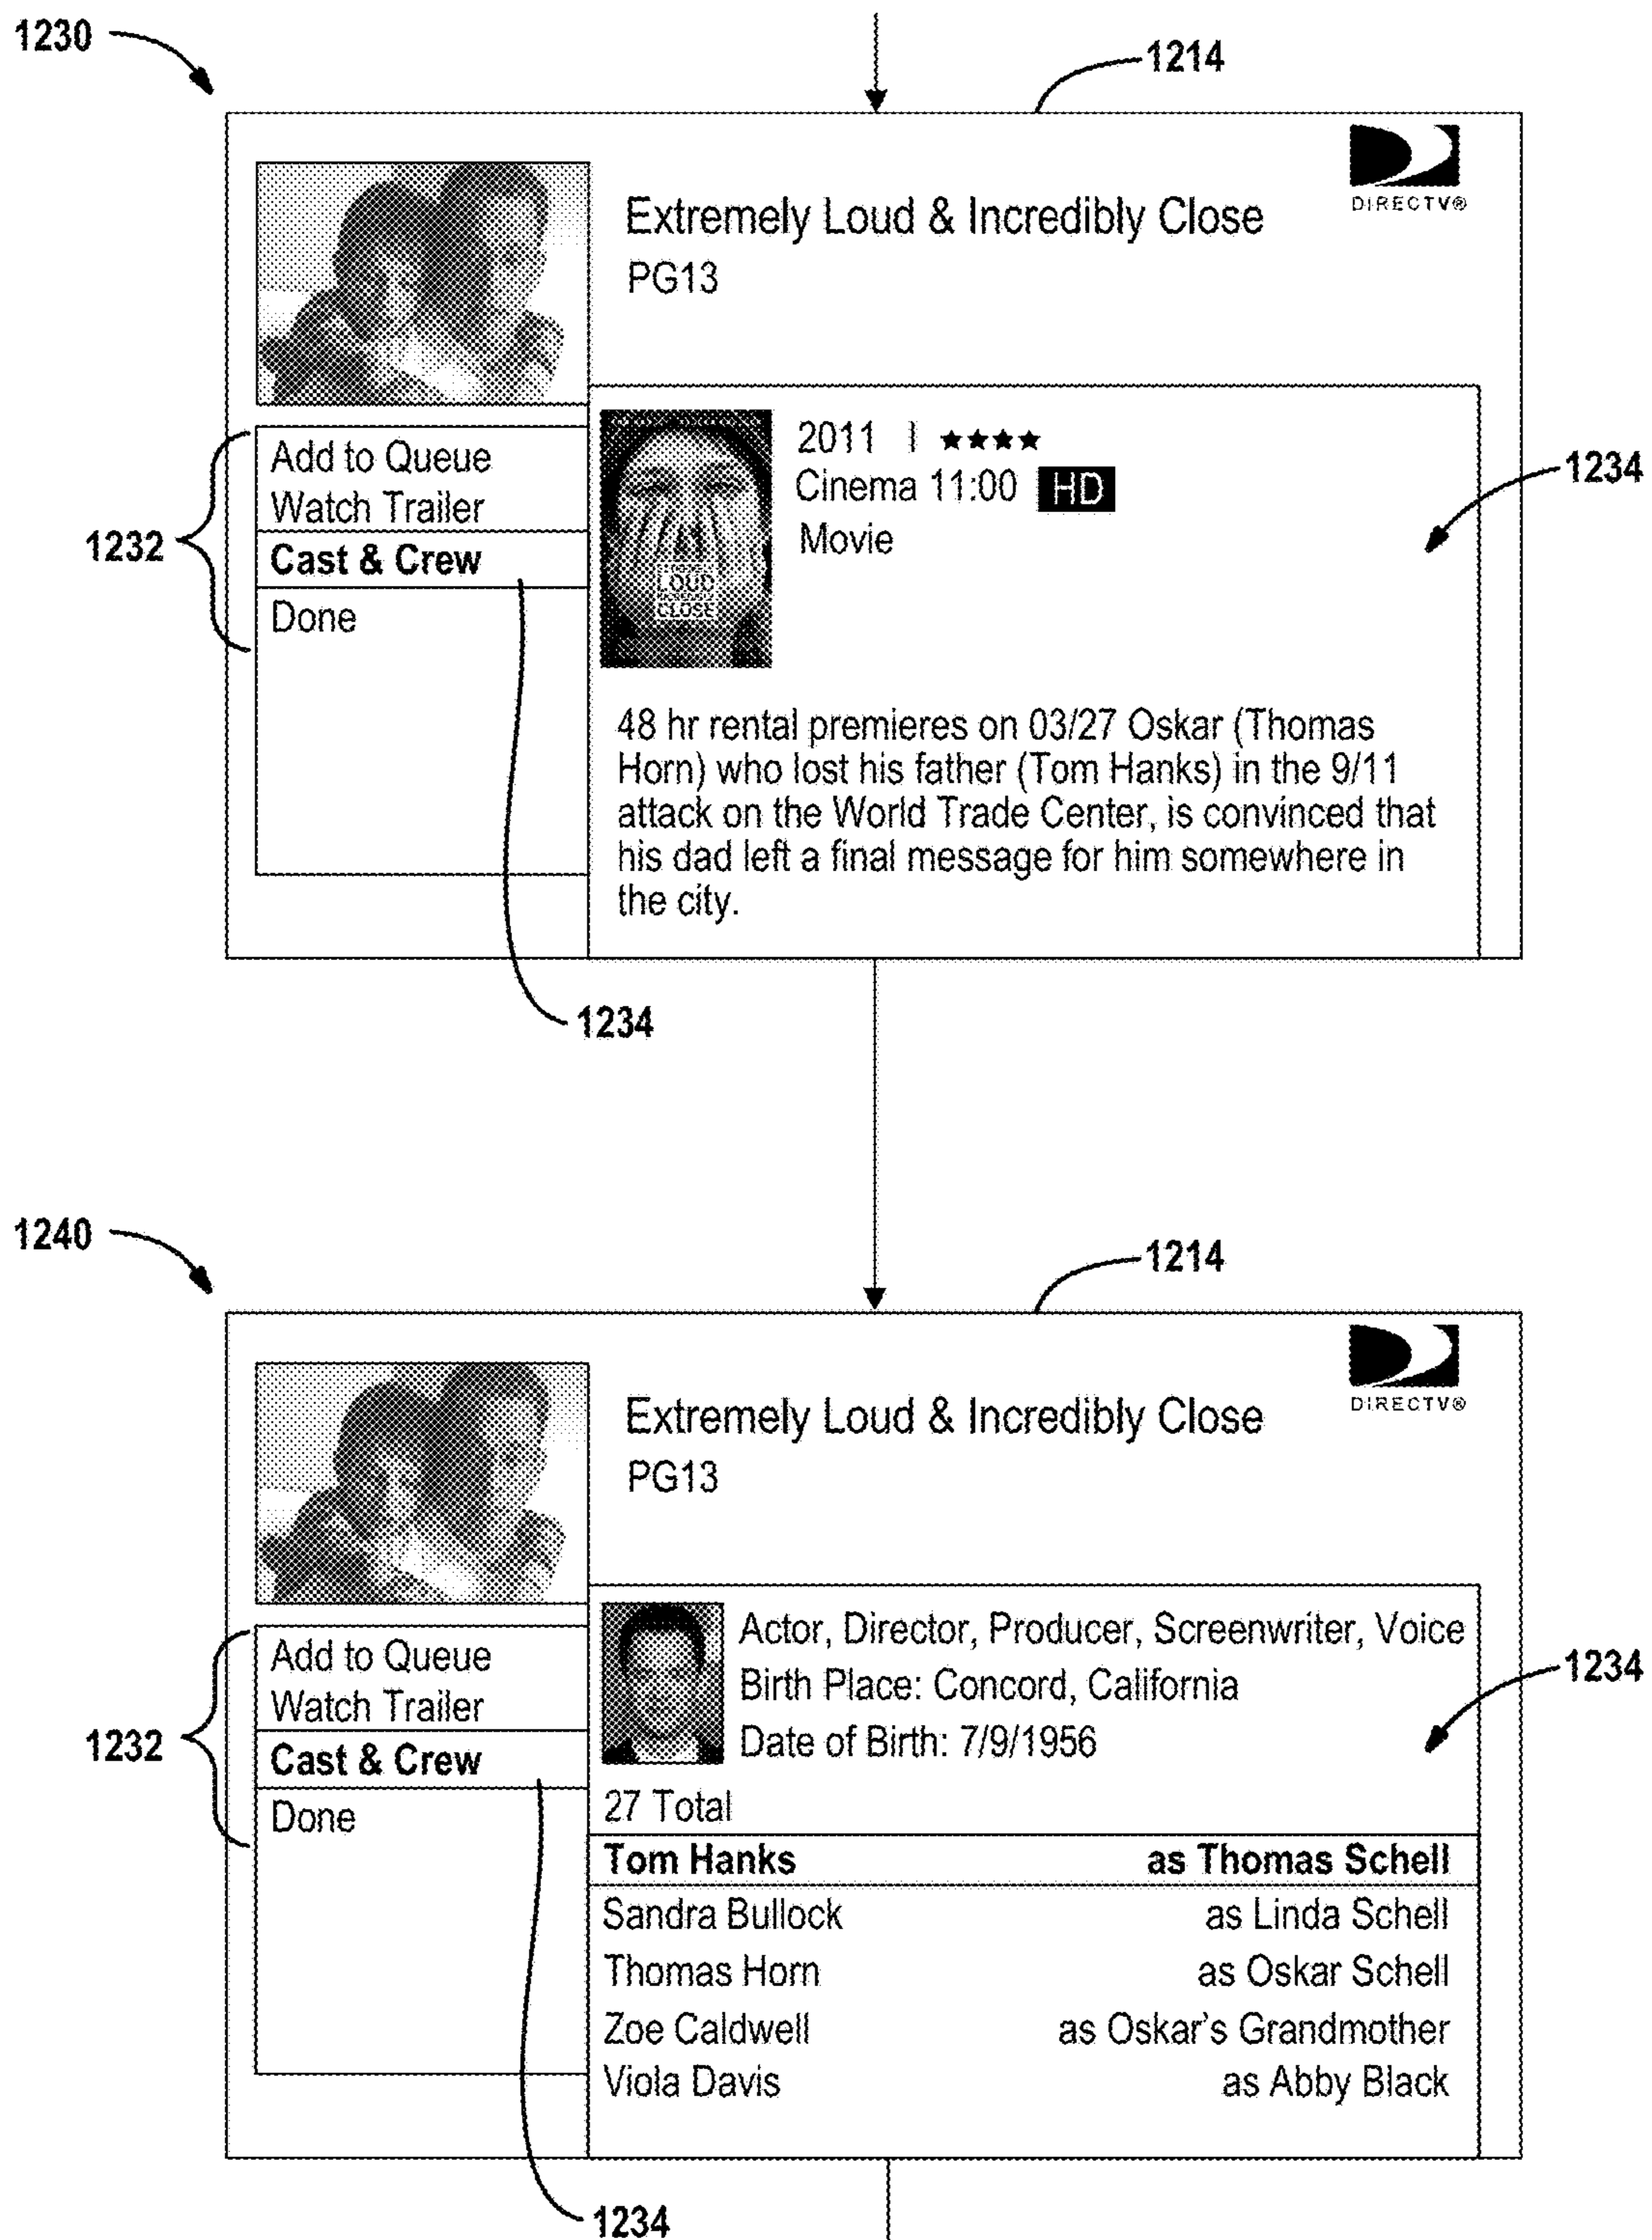 1230
1214
DIRECTV®
Extremely Loud & Incredibly Close
PG13
2011 | ★★★★
Cinema 11:00 HD
Movie
1234
LOUD
CLOSE
1232
Add to Queue
Watch Trailer
Cast & Crew
Done
48 hr rental premieres on 03/27 Oskar (Thomas
Horn) who lost his father (Tom Hanks) in the 9/11
attack on the World Trade Center, is convinced that
his dad left a final message for him somewhere in
the city.
1234
1240
1214
DIRECTV®
Extremely Loud & Incredibly Close
PG13
1232
Add to Queue
Watch Trailer
Cast & Crew
Done
Actor, Director, Producer, Screenwriter, Voice
Birth Place: Concord, California
Date of Birth: 7/9/1956
1234
27 Total
Tom Hanks as Thomas Schell
Sandra Bullock as Linda Schell
Thomas Horn as Oskar Schell
Zoe Caldwell as Oskar's Grandmother
Viola Davis as Abby Black
1234